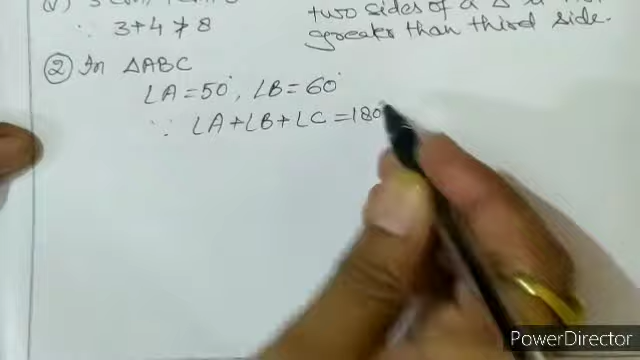 two sides of a Δ is not
∵ 3+4 ≯ 8
greater than third side.
② In ΔABC
∠A = 50°, ∠B = 60°
∵ ∠A + ∠B + ∠C = 180
PowerDirector